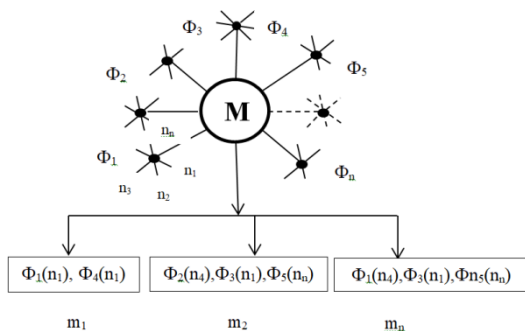 Φ₃ Φ₄
Φ₂ Φ₅
M
nₙ
Φ₁ n₁ Φₙ
n₃ n₂
Φ₁(n₁), Φ₄(n₁) Φ₂(n₄),Φ₃(n₁),Φ₅(nₙ) Φ₁(n₄),Φ₃(n₁),Φn₅(nₙ)
m₁ m₂ mₙ